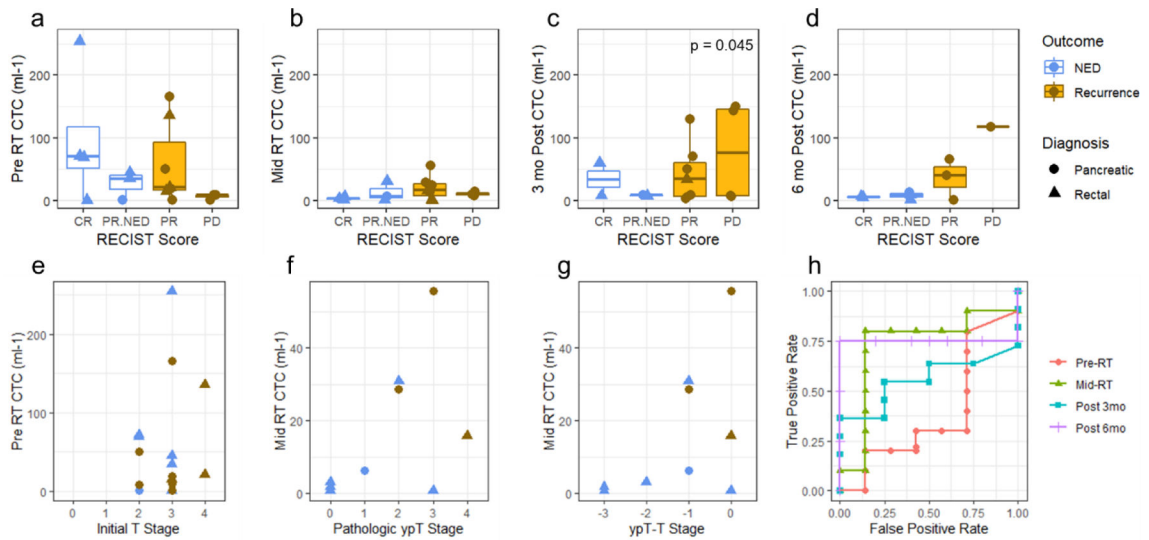 a
Pre RT CTC (ml-1)
200
100
0
CR
PR.NED
PR
PD
RECIST Score
b
Mid RT CTC (ml-1)
200
100
0
CR
PR.NED
PR
PD
RECIST Score
c
3 mo Post CTC (ml-1)
p = 0.045
200
100
0
CR
PR.NED
PR
PD
RECIST Score
d
6 mo Post CTC (ml-1)
200
100
0
CR
PR.NED
PR
PD
RECIST Score
Outcome
NED
Recurrence
Diagnosis
Pancreatic
Rectal
e
Pre RT CTC (ml-1)
200
100
0
0
1
2
3
4
Initial T Stage
f
Mid RT CTC (ml-1)
40
20
0
0
1
2
3
4
Pathologic ypT Stage
g
Mid RT CTC (ml-1)
40
20
0
-3
-2
-1
0
ypT-T Stage
h
True Positive Rate
1.00
0.75
0.50
0.25
0.00
0.00
0.25
0.50
0.75
1.00
False Positive Rate
Pre-RT
Mid-RT
Post 3mo
Post 6mo